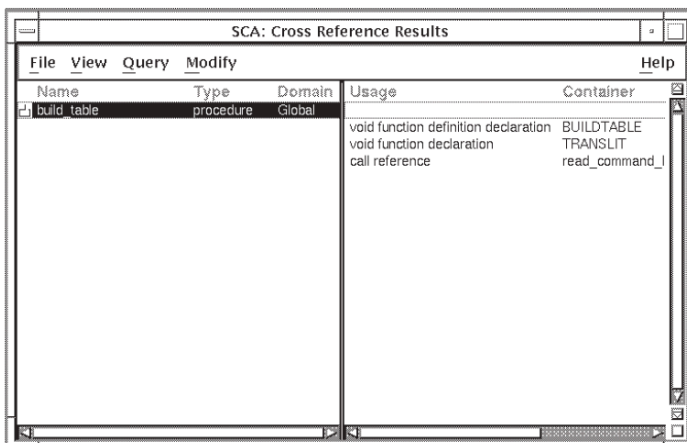 SCA: Cross Reference Results
File View Query Modify Help
Name Type Domain Usage Container
build_table procedure Global
void function definition declaration BUILDTABLE
void function declaration TRANSLIT
call reference read_command_l